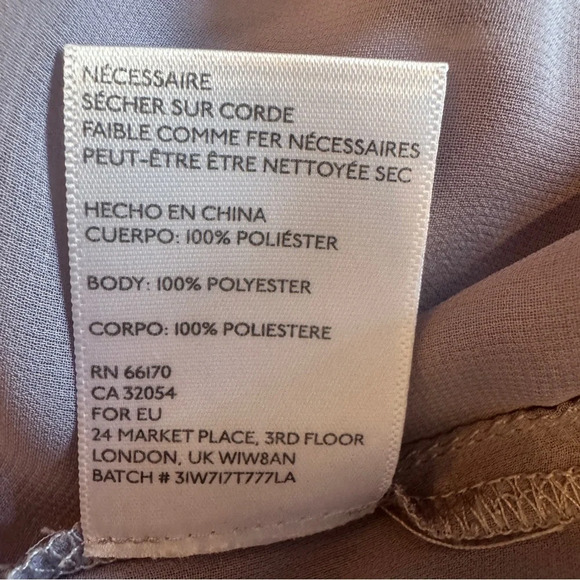 NÉCESSAIRE
SÉCHER SUR CORDE
FAIBLE COMME FER NÉCESSAIRES
PEUT-ÊTRE ÊTRE NETTOYÉE SEC
HECHO EN CHINA
CUERPO: 100% POLIÉSTER
BODY: 100% POLYESTER
CORPO: 100% POLIESTERE
RN 66170
CA 32054
FOR EU
24 MARKET PLACE, 3RD FLOOR
LONDON, UK W1W8AN
BATCH # 31W717T777LA